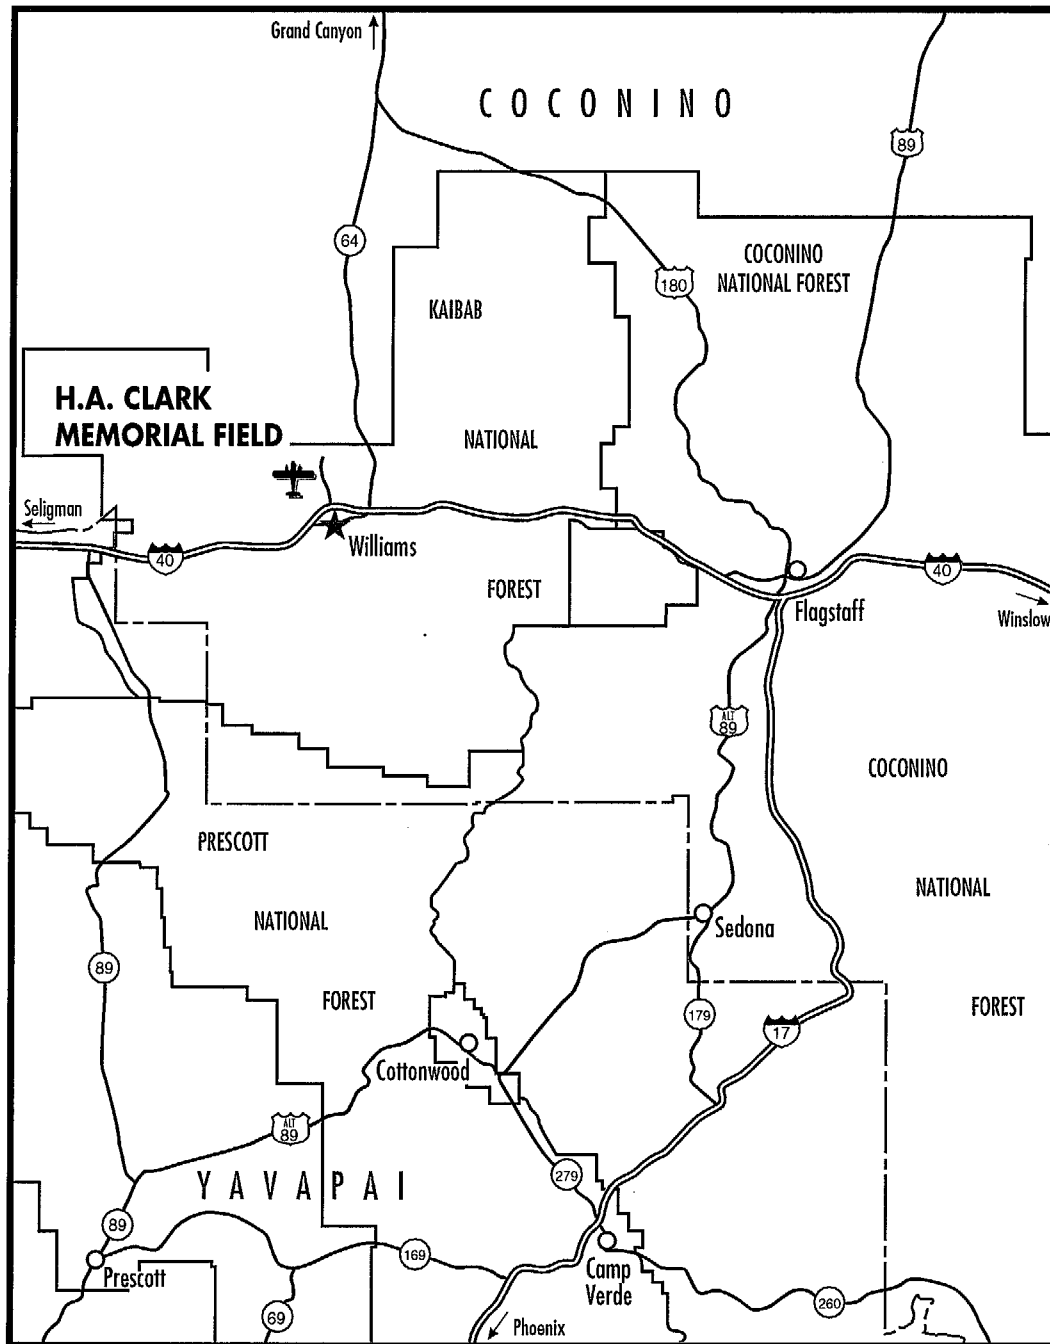 Grand Canyon
COCONINO
89
64
COCONINO
NATIONAL FOREST
180
KAIBAB
H.A. CLARK
MEMORIAL FIELD
NATIONAL
Seligman
Williams
40
40
FOREST
Flagstaff
Winslow
ALT
89
COCONINO
PRESCOTT
NATIONAL
NATIONAL
Sedona
89
FOREST
FOREST
179
17
Cottonwood
ALT
89
YAVAPAI
279
89
169
Prescott
Camp
Verde
260
69
Phoenix